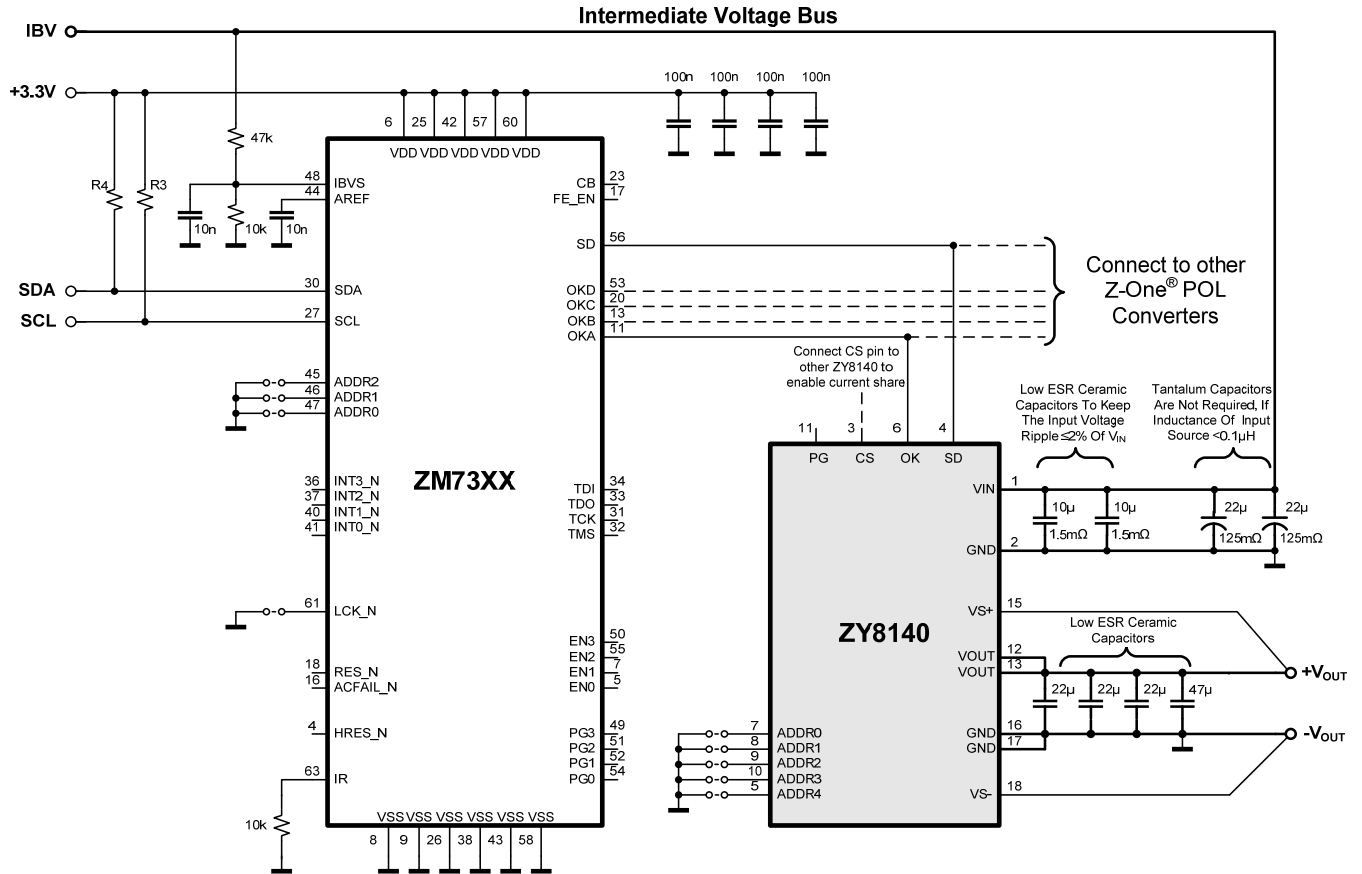 Intermediate Voltage Bus
IBV
+3.3V
100n 100n 100n 100n
6 25 42 57 60
VDD VDD VDD VDD VDD
47k
R4
R3
48 IBVS
44 AREF
10n
10k
10n
CB 23
FE_EN 17
SD 56
SDA
30 SDA
SCL
27 SCL
OKD 53
OKC 20
OKB 13
OKA 11
Connect to other
Z-One® POL
Converters
Connect CS pin to
other ZY8140 to
enable current share
45 ADDR2
46 ADDR1
47 ADDR0
Low ESR Ceramic
Capacitors To Keep
The Input Voltage
Ripple ≤2% Of VIN
Tantalum Capacitors
Are Not Required, If
Inductance Of Input
Source <0.1µH
11 3 6 4
PG CS OK SD
ZM73XX
36 INT3_N
37 INT2_N
40 INT1_N
41 INT0_N
TDI 34
TDO 33
TCK 31
TMS 32
VIN 1
10µ
1.5mΩ
10µ
1.5mΩ
22µ
125mΩ
22µ
125mΩ
GND 2
61 LCK_N
ZY8140
VS+ 15
Low ESR Ceramic
Capacitors
EN3 50
EN2 55
EN1 7
EN0 5
VOUT 12
VOUT 13
+VOUT
18 RES_N
16 ACFAIL_N
22µ 22µ 22µ 47µ
4 HRES_N
PG3 49
PG2 51
PG1 52
PG0 54
7 ADDR0
8 ADDR1
9 ADDR2
10 ADDR3
5 ADDR4
GND 16
GND 17
-VOUT
VS- 18
63 IR
10k
VSS VSS VSS VSS VSS VSS
8 9 26 38 43 58